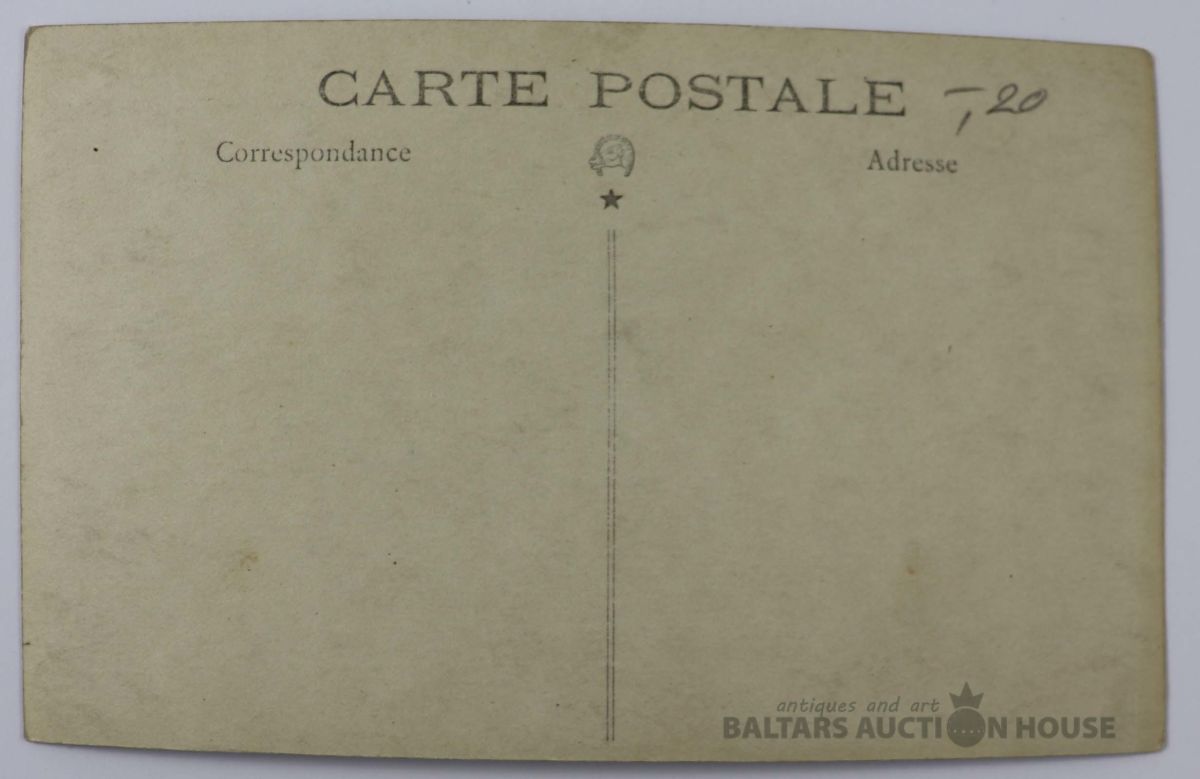 CARTE POSTALE -,20
Correspondance Adresse
antiques and art
BALTARS AUCTION HOUSE